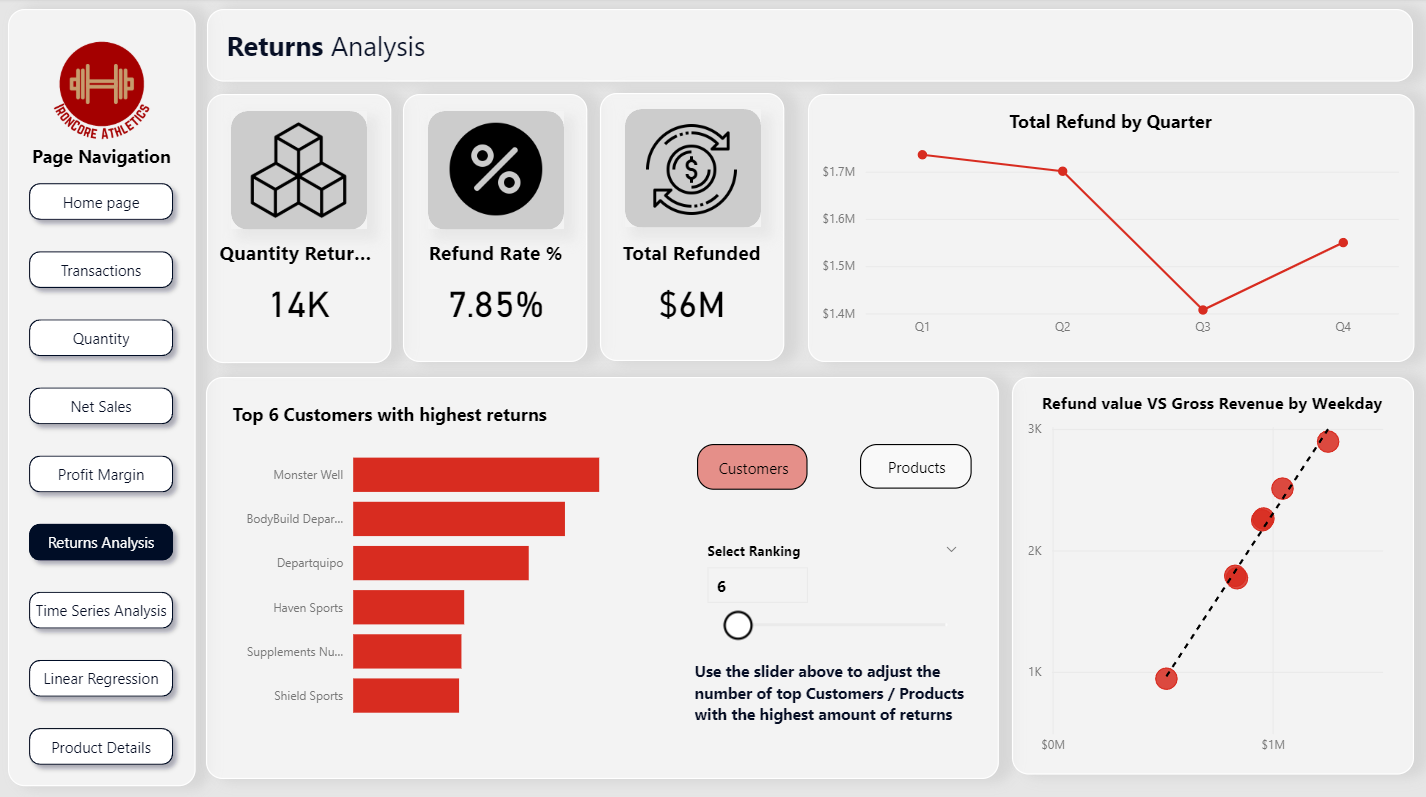 IRONCORE ATHLETICS
Page Navigation
Home page
Transactions
Quantity
Net Sales
Profit Margin
Returns Analysis
Time Series Analysis
Linear Regression
Product Details
Returns Analysis
Quantity Retur...
14K
Refund Rate %
7.85%
Total Refunded
$6M
Total Refund by Quarter
$1.7M
$1.6M
$1.5M
$1.4M
Q1 Q2 Q3 Q4
Top 6 Customers with highest returns
Monster Well
BodyBuild Depar...
Departquipo
Haven Sports
Supplements Nu...
Shield Sports
Customers
Products
Select Ranking
6
Use the slider above to adjust the
number of top Customers / Products
with the highest amount of returns
Refund value VS Gross Revenue by Weekday
3K
2K
1K
$0M $1M